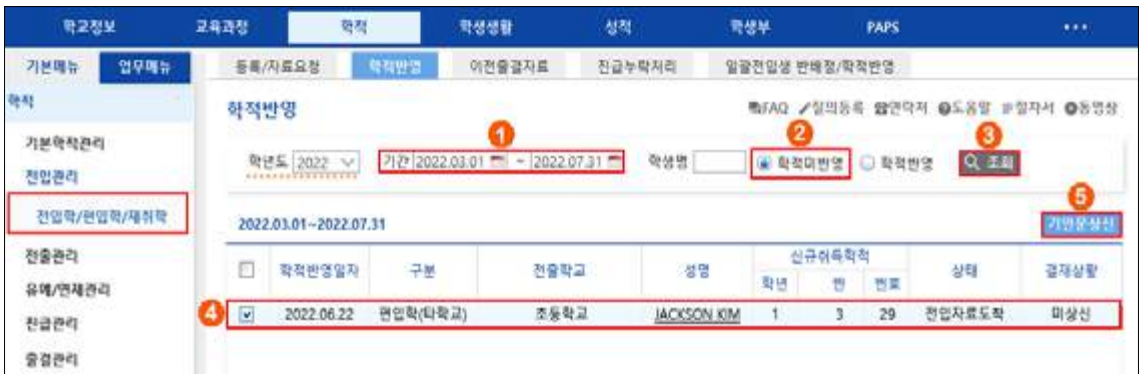 학교정보 교육과정 학적 학생생활 성적 학생부 PAPS ...
기본메뉴 업무메뉴 등록/자료요청 학적반영 이전출결자료 진급누락처리 일괄전입생 반배정/학적반영
학적
학적반영 FAQ 질의등록 연락처 도움말 절차서 동영상
기본학적관리
1 2 3
학년도 2022 기간 2022.03.01 ~ 2022.07.31 학생명 학적미반영 학적반영 조회
전입관리
전입학/편입학/재취학
5
2022.03.01~2022.07.31 기안문상신
전출관리
유예/면제관리
학적반영일자 구분 전출학교 성명 신규취득학적 상태 결재상황
학년 반 번호
4 2022.06.22 편입학(타학교) 초등학교 JACKSON KIM 1 3 29 전입자료도착 미상신
진급관리
출결관리